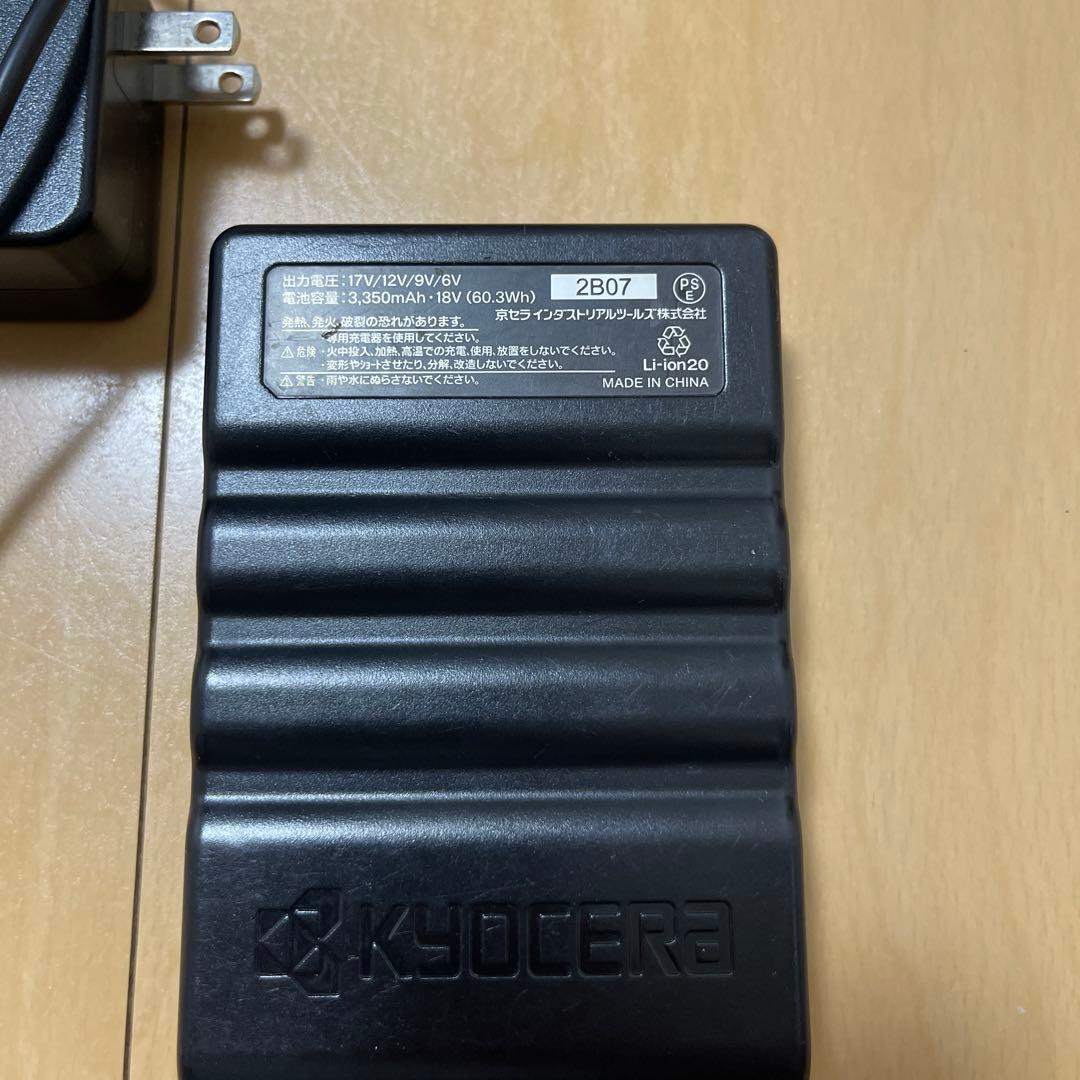 出力電圧:17V/12V/9V/6V
電池容量:3,350mAh・18V (60.3Wh)
2B07
PSE
京セラインダストリアルツールズ株式会社
発熱、発火、破裂の恐れがあります。
・専用充電器を使用してください。
⚠危険・火中投入、加熱、高温での充電、使用、放置をしないでください。
・変形やショートさせたり、分解、改造しないでください。
⚠警告・雨や水にぬらさないでください。
Li-ion20
MADE IN CHINA
KYOCERA